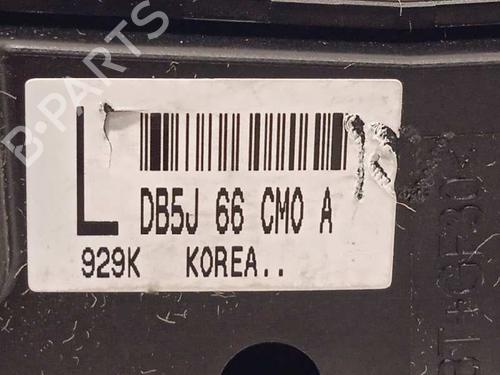 B-PARTS
L
DB5J 66 CM0 A
929K KOREA..